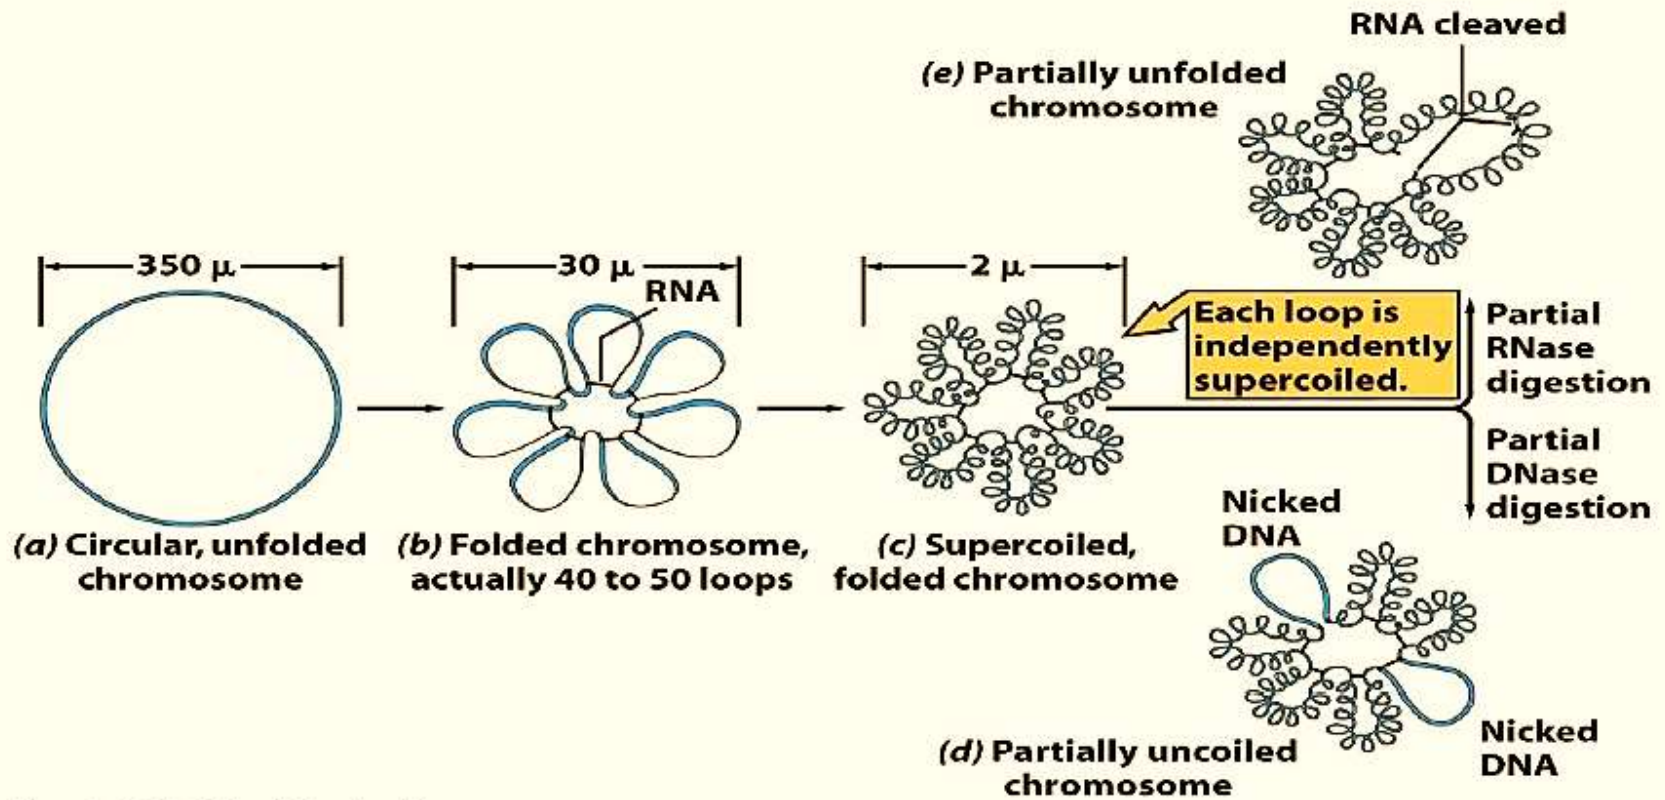 RNA cleaved
(e) Partially unfolded
chromosome
350 μ
30 μ
RNA
2 μ
Each loop is
independently
supercoiled.
Partial
RNase
digestion
Partial
DNase
digestion
(a) Circular, unfolded
chromosome
(b) Folded chromosome,
actually 40 to 50 loops
(c) Supercoiled,
folded chromosome
Nicked
DNA
Nicked
DNA
(d) Partially uncoiled
chromosome